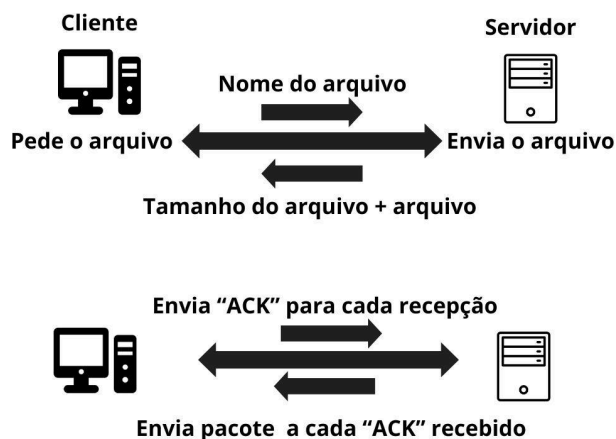 Cliente
Servidor
Nome do arquivo
Pede o arquivo
Envia o arquivo
Tamanho do arquivo + arquivo
Envia “ACK” para cada recepção
Envia pacote a cada “ACK” recebido